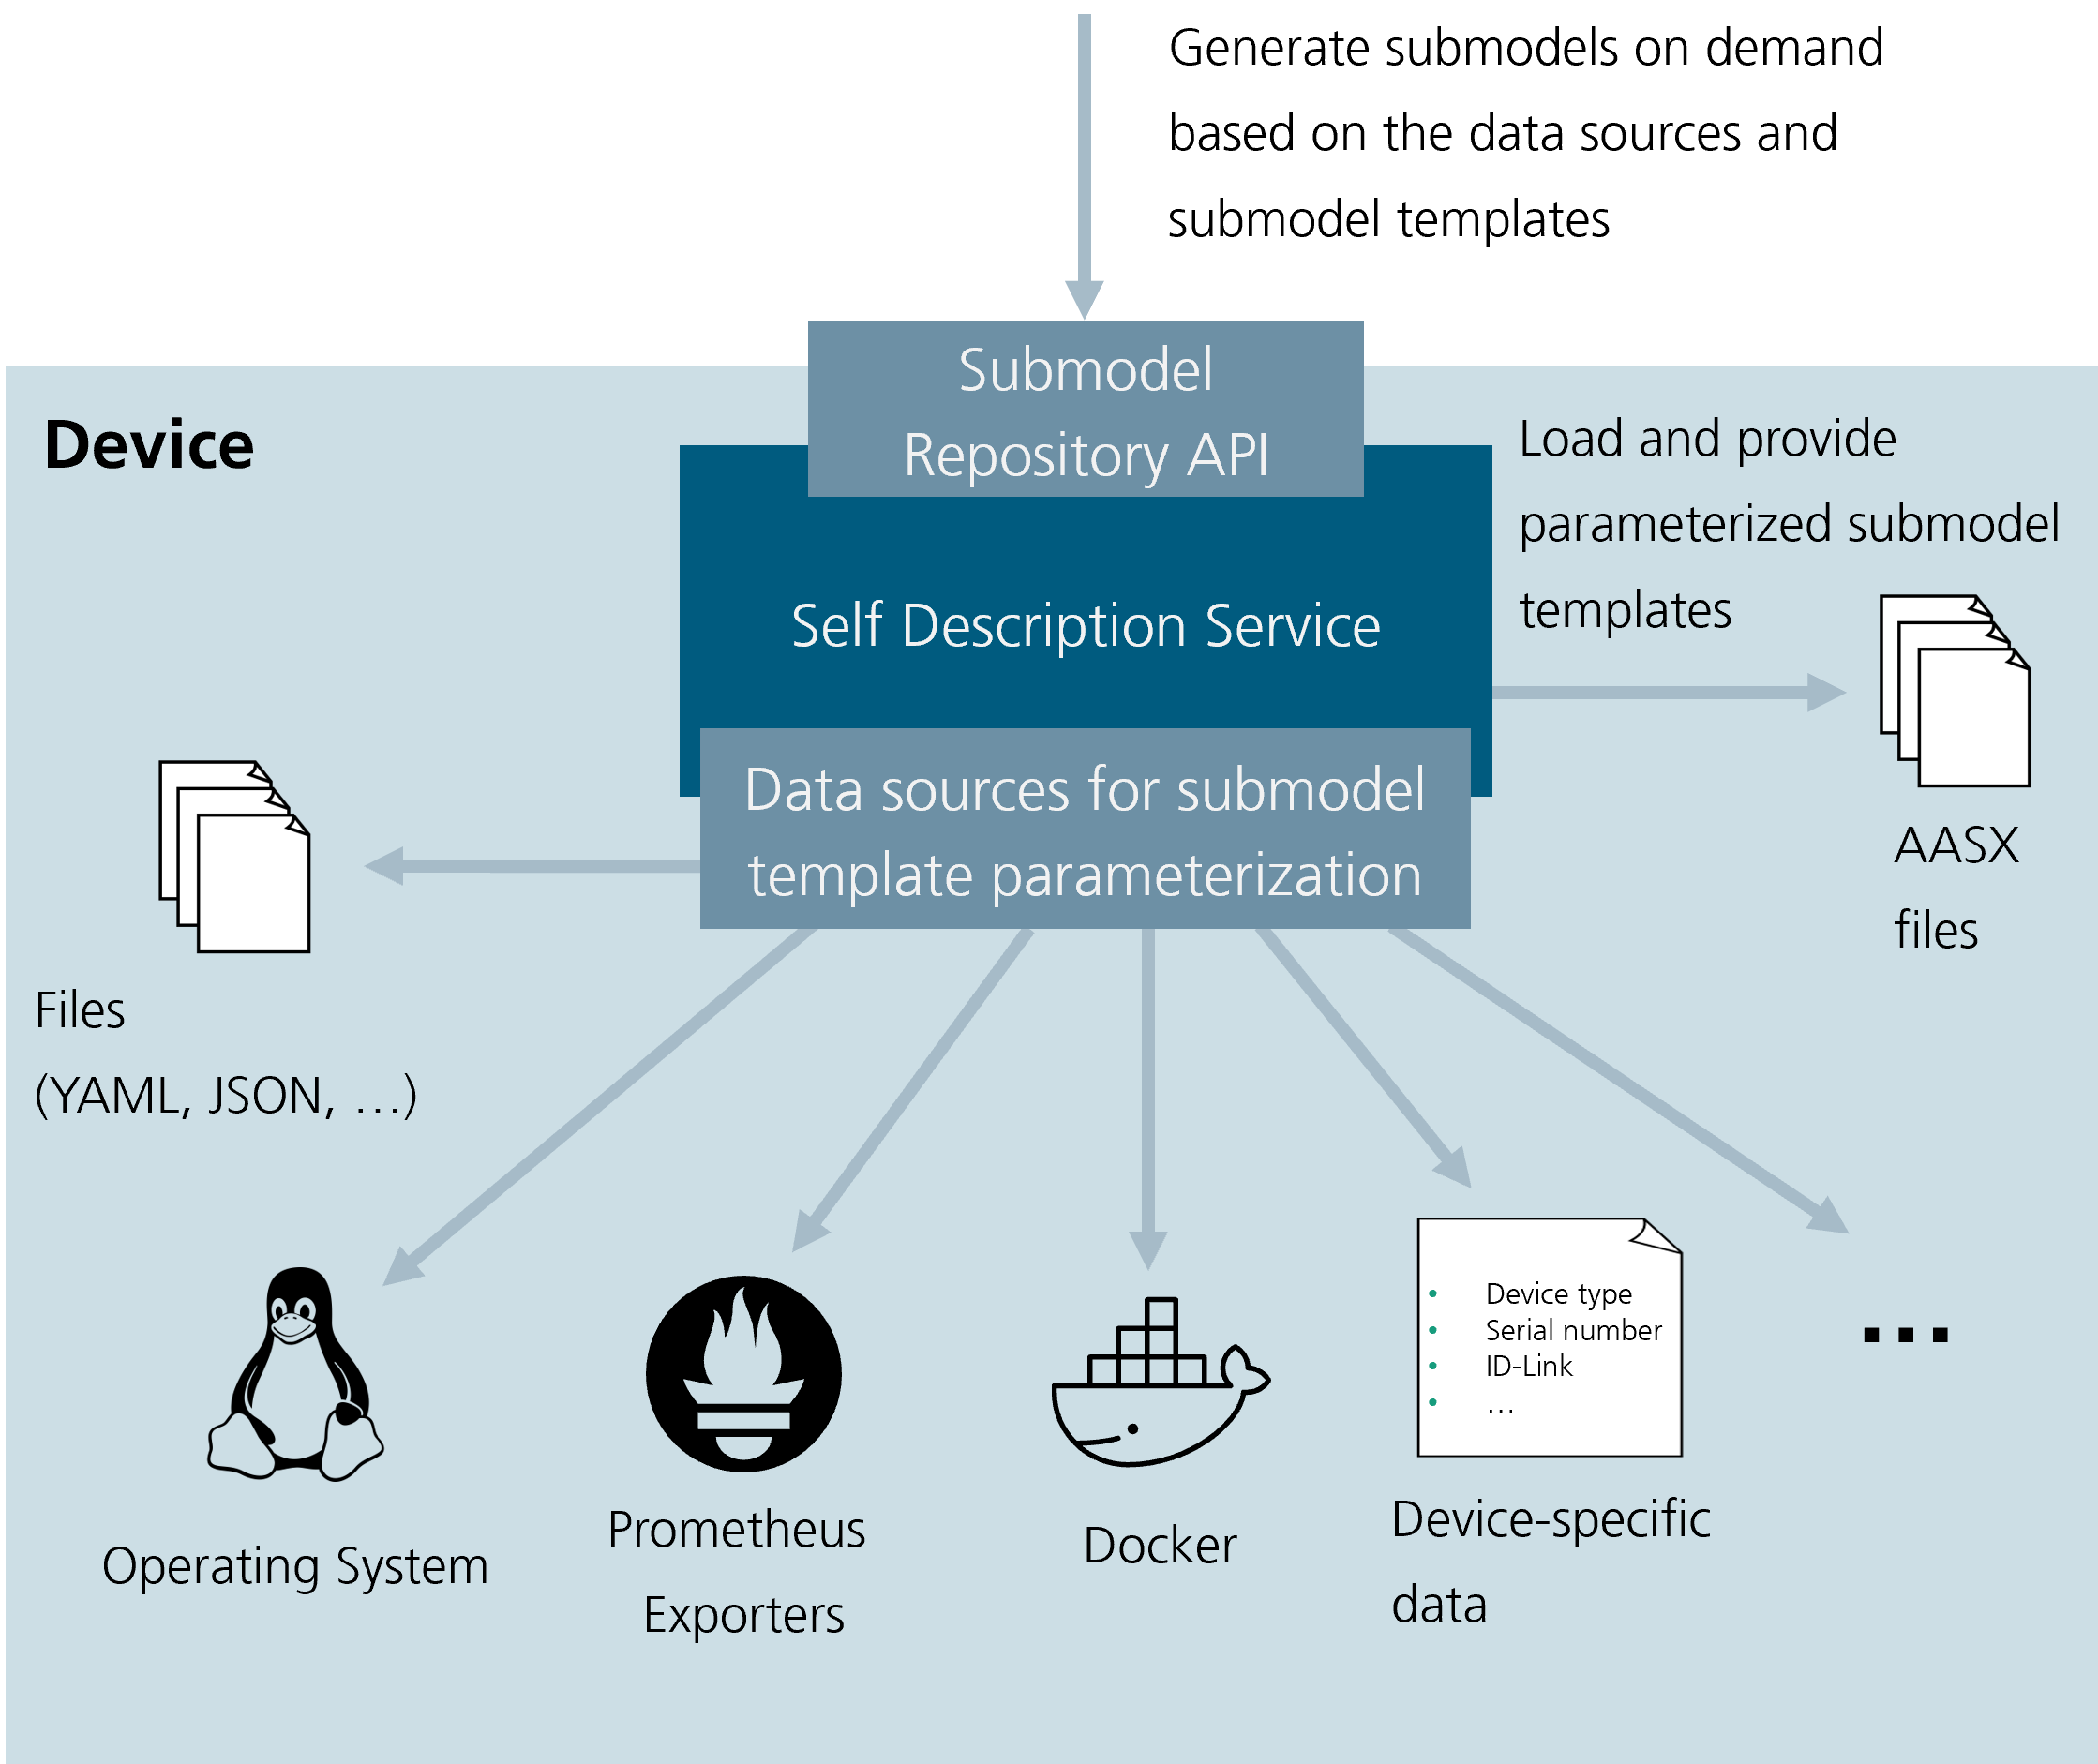 Generate submodels on demand
based on the data sources and
submodel templates
Submodel
Repository API
Device
Load and provide
parameterized submodel
templates
Self Description Service
Data sources for submodel
template parameterization
AASX
files
Files
(YAML, JSON, ...)
• Device type
• Serial number
• ID-Link
• ...
...
Operating System
Prometheus
Exporters
Docker
Device-specific
data